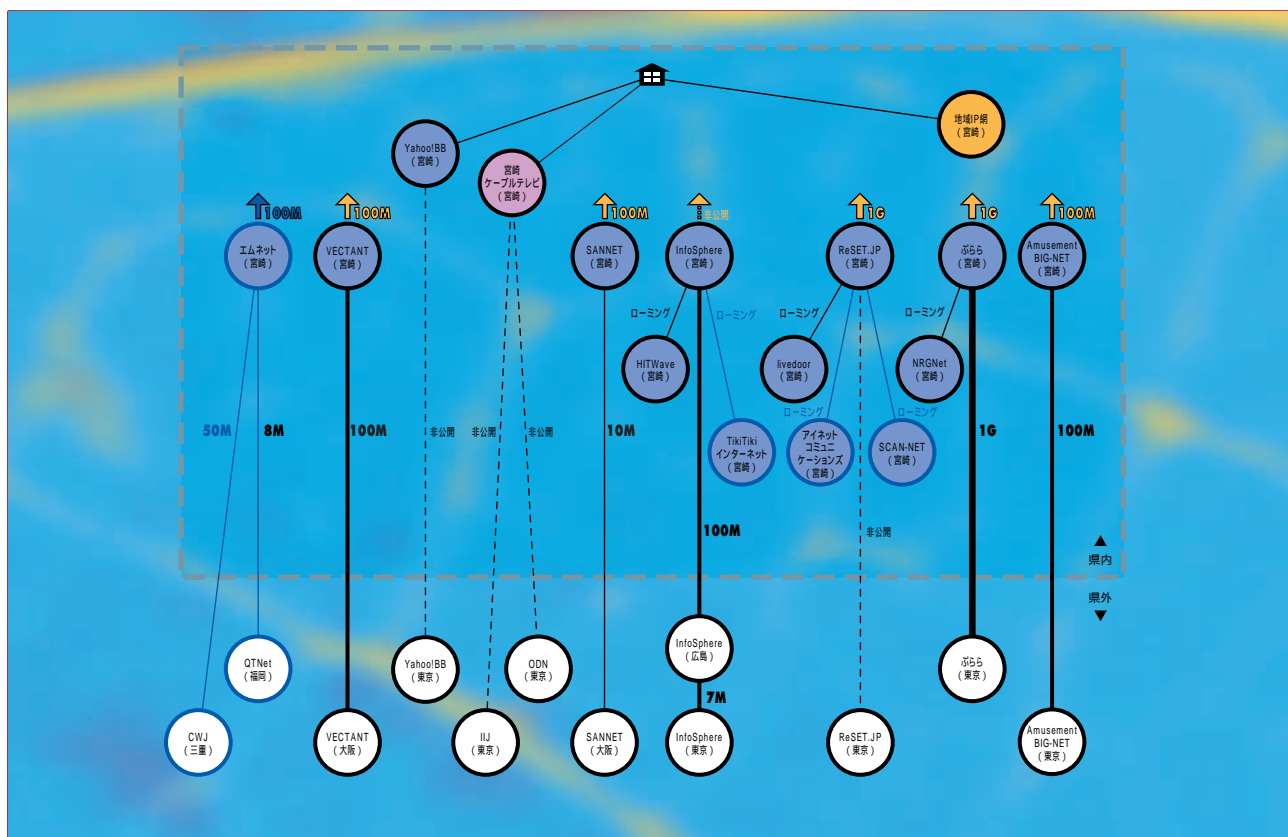 地域IP網
(宮崎)
Yahoo!BB
(宮崎)
宮崎
ケーブルテレビ
(宮崎)
100M
100M
100M
非公開
1G
1G
100M
エムネット
(宮崎)
VECTANT
(宮崎)
SANNET
(宮崎)
InfoSphere
(宮崎)
ReSET.JP
(宮崎)
ぷらら
(宮崎)
Amusement
BIG-NET
(宮崎)
ローミング
ローミング
ローミング
ローミング
HITWave
(宮崎)
livedoor
(宮崎)
NRGNet
(宮崎)
ローミング
ローミング
50M
8M
100M
非公開
非公開
非公開
10M
1G
100M
TikiTiki
インターネット
(宮崎)
アイネット
コミュニ
ケーションズ
(宮崎)
SCAN-NET
(宮崎)
100M
非公開
▲
県内
県外
▼
QTNet
(福岡)
Yahoo!BB
(東京)
ODN
(東京)
InfoSphere
(広島)
ぷらら
(東京)
7M
CWJ
(三重)
VECTANT
(大阪)
IIJ
(東京)
SANNET
(大阪)
InfoSphere
(東京)
ReSET.JP
(東京)
Amusement
BIG-NET
(東京)